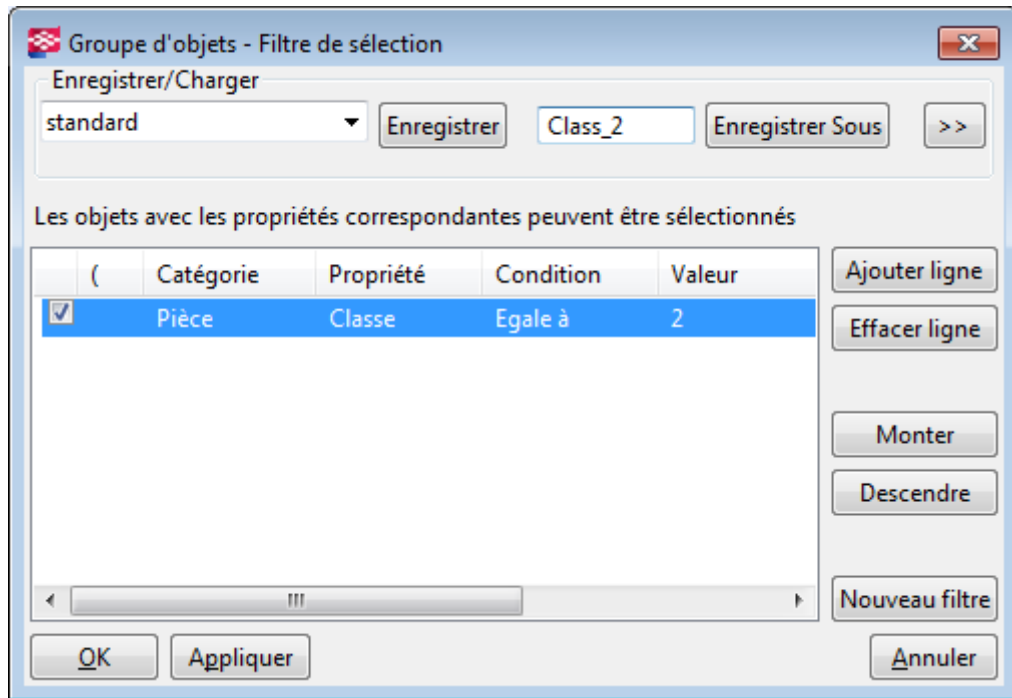 Groupe d'objets - Filtre de sélection
Enregistrer/Charger
standard Enregistrer Class_2 Enregistrer Sous >>
Les objets avec les propriétés correspondantes peuvent être sélectionnés
( Catégorie Propriété Condition Valeur
Pièce Classe Egale à 2
Ajouter ligne
Effacer ligne
Monter
Descendre
Nouveau filtre
OK Appliquer Annuler